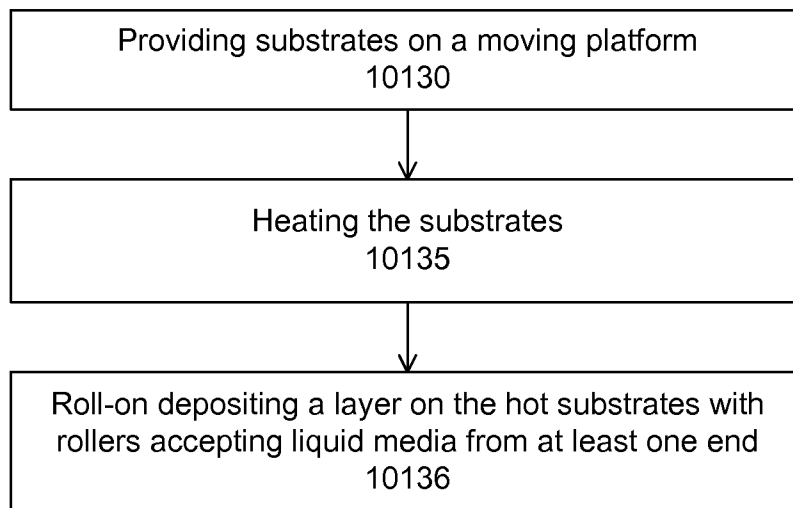 Providing substrates on a moving platform
10130
Heating the substrates
10135
Roll-on depositing a layer on the hot substrates with
rollers accepting liquid media from at least one end
10136